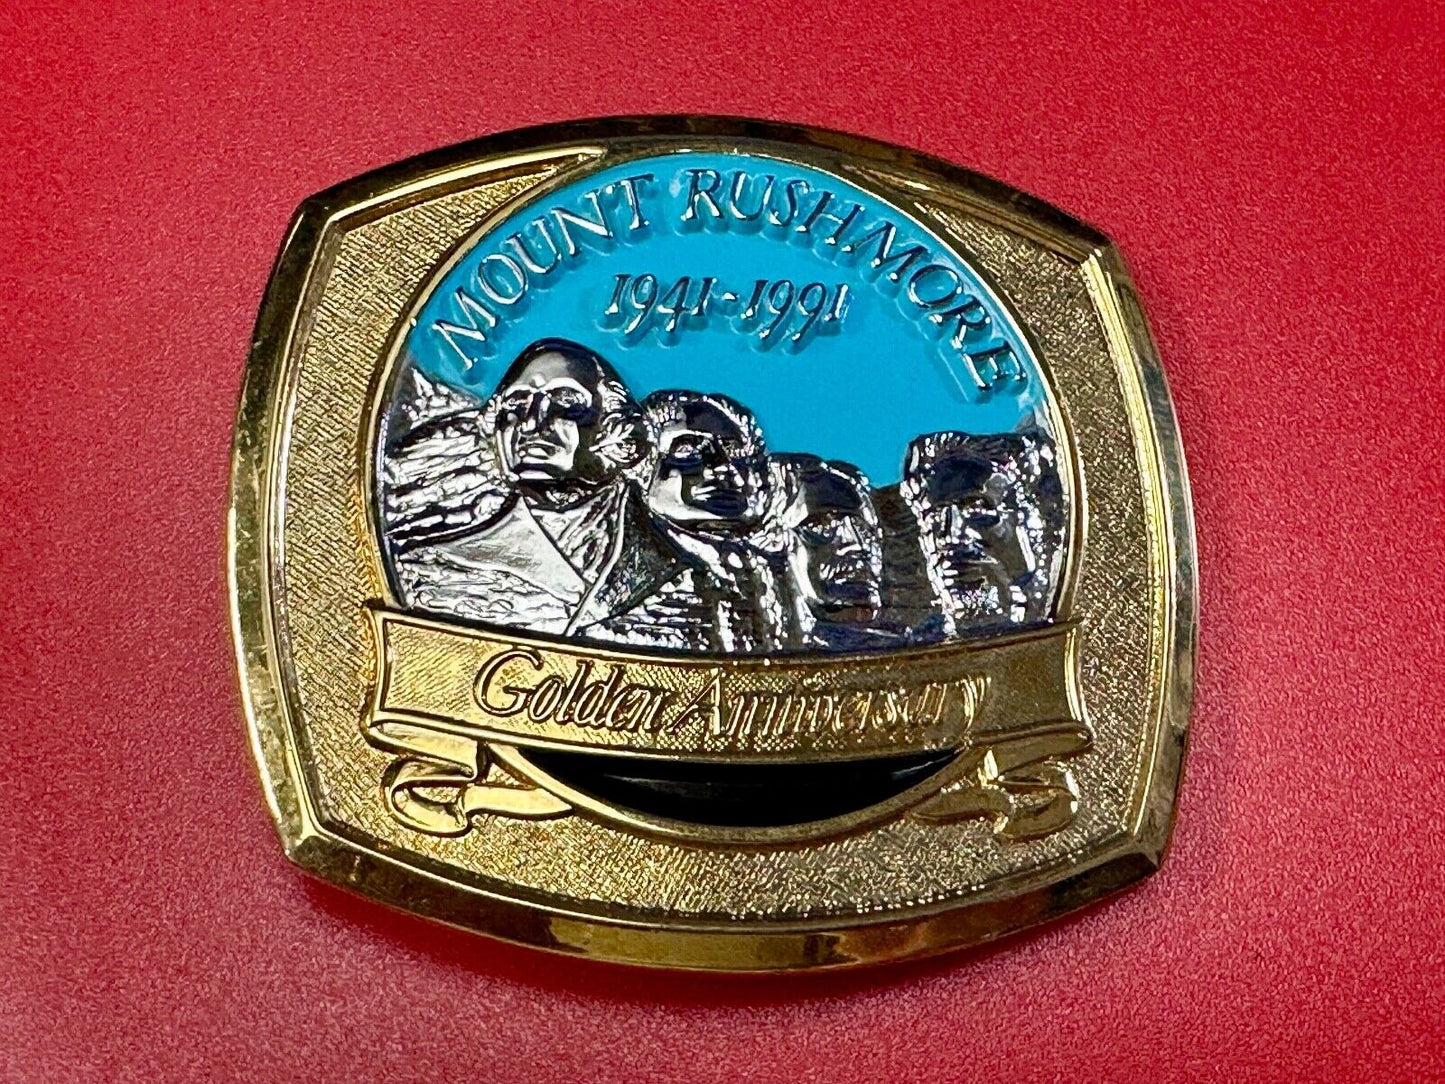 MOUNT RUSHMORE
1941-1991
Golden Anniversary